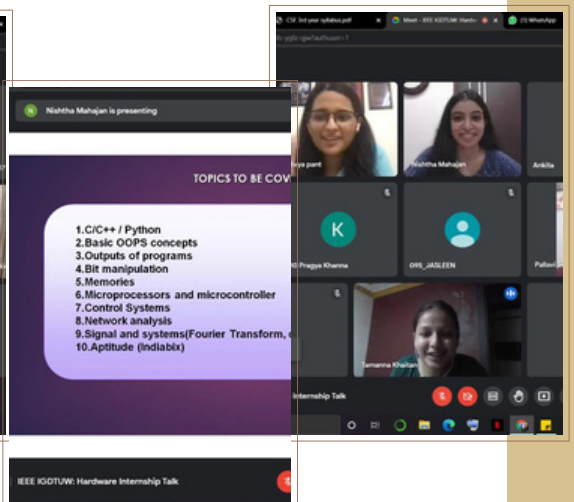 CSE 3rd year syllabus.pdf
Meet - IEEE IGDTUW: Hardw
(1) WhatsApp
?authuser=1
pant
Nishtha Mahajan
Ankita
Pragya Khanna
095_JASLEEN
Pallavi
K
Tamanna Khaitan
Internship Talk
N
Nishtha Mahajan is presenting
TOPICS TO BE COV
1.C/C++ / Python
2.Basic OOPS concepts
3.Outputs of programs
4.Bit manipulation
5.Memories
6.Microprocessors and microcontroller
7.Control Systems
8.Network analysis
9.Signal and systems(Fourier Transform,
10.Aptitude (Indiabix)
IEEE IGDTUW: Hardware Internship Talk